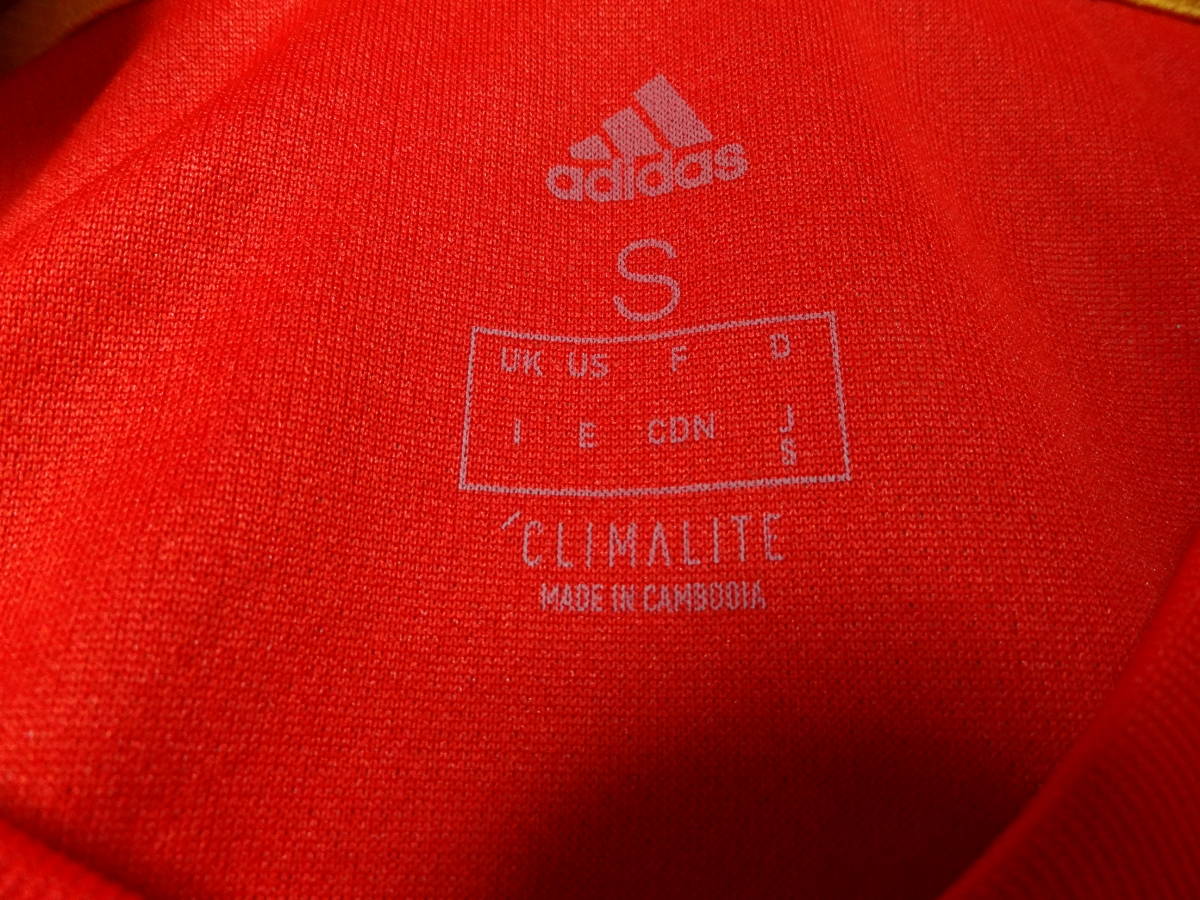 adidas
S
UK US F D
I E CDN J
S
CLIMALITE
MADE IN CAMBODIA